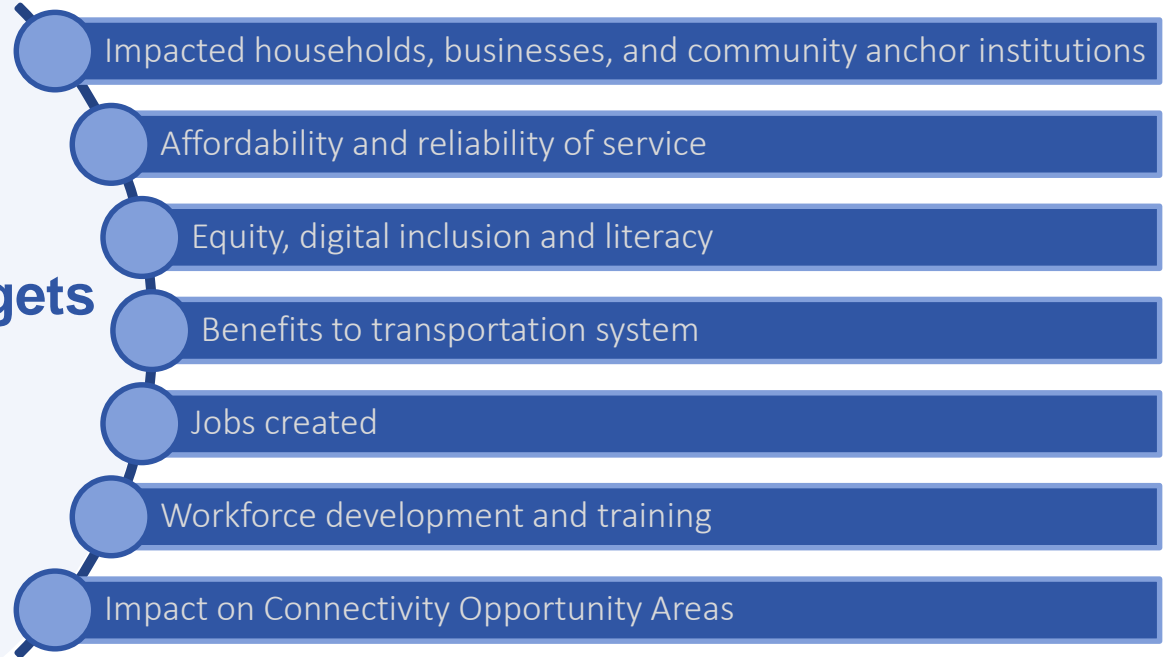 Impacted households, businesses, and community anchor institutions
Affordability and reliability of service
Equity, digital inclusion and literacy
gets
Benefits to transportation system
Jobs created
Workforce development and training
Impact on Connectivity Opportunity Areas